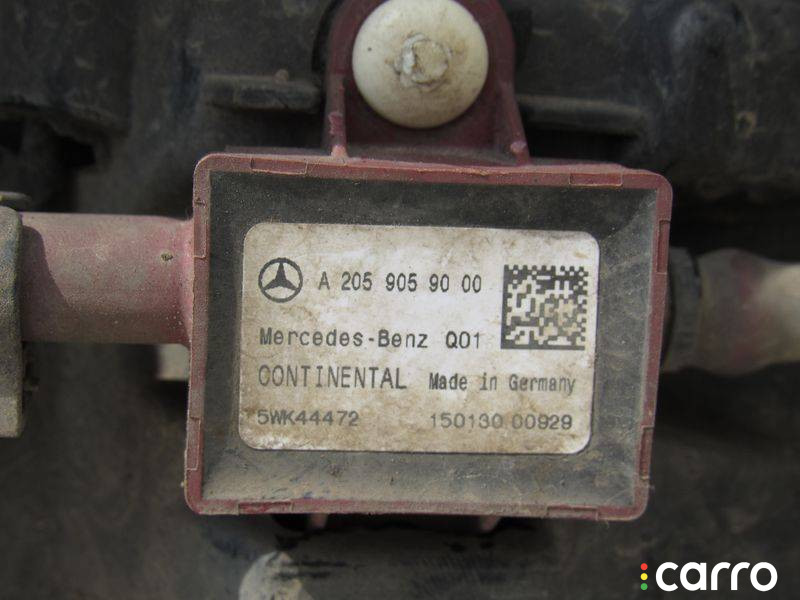 A 205 905 90 00
Mercedes-Benz Q01
CONTINENTAL Made in Germany
5WK44472 150130 00929
carro